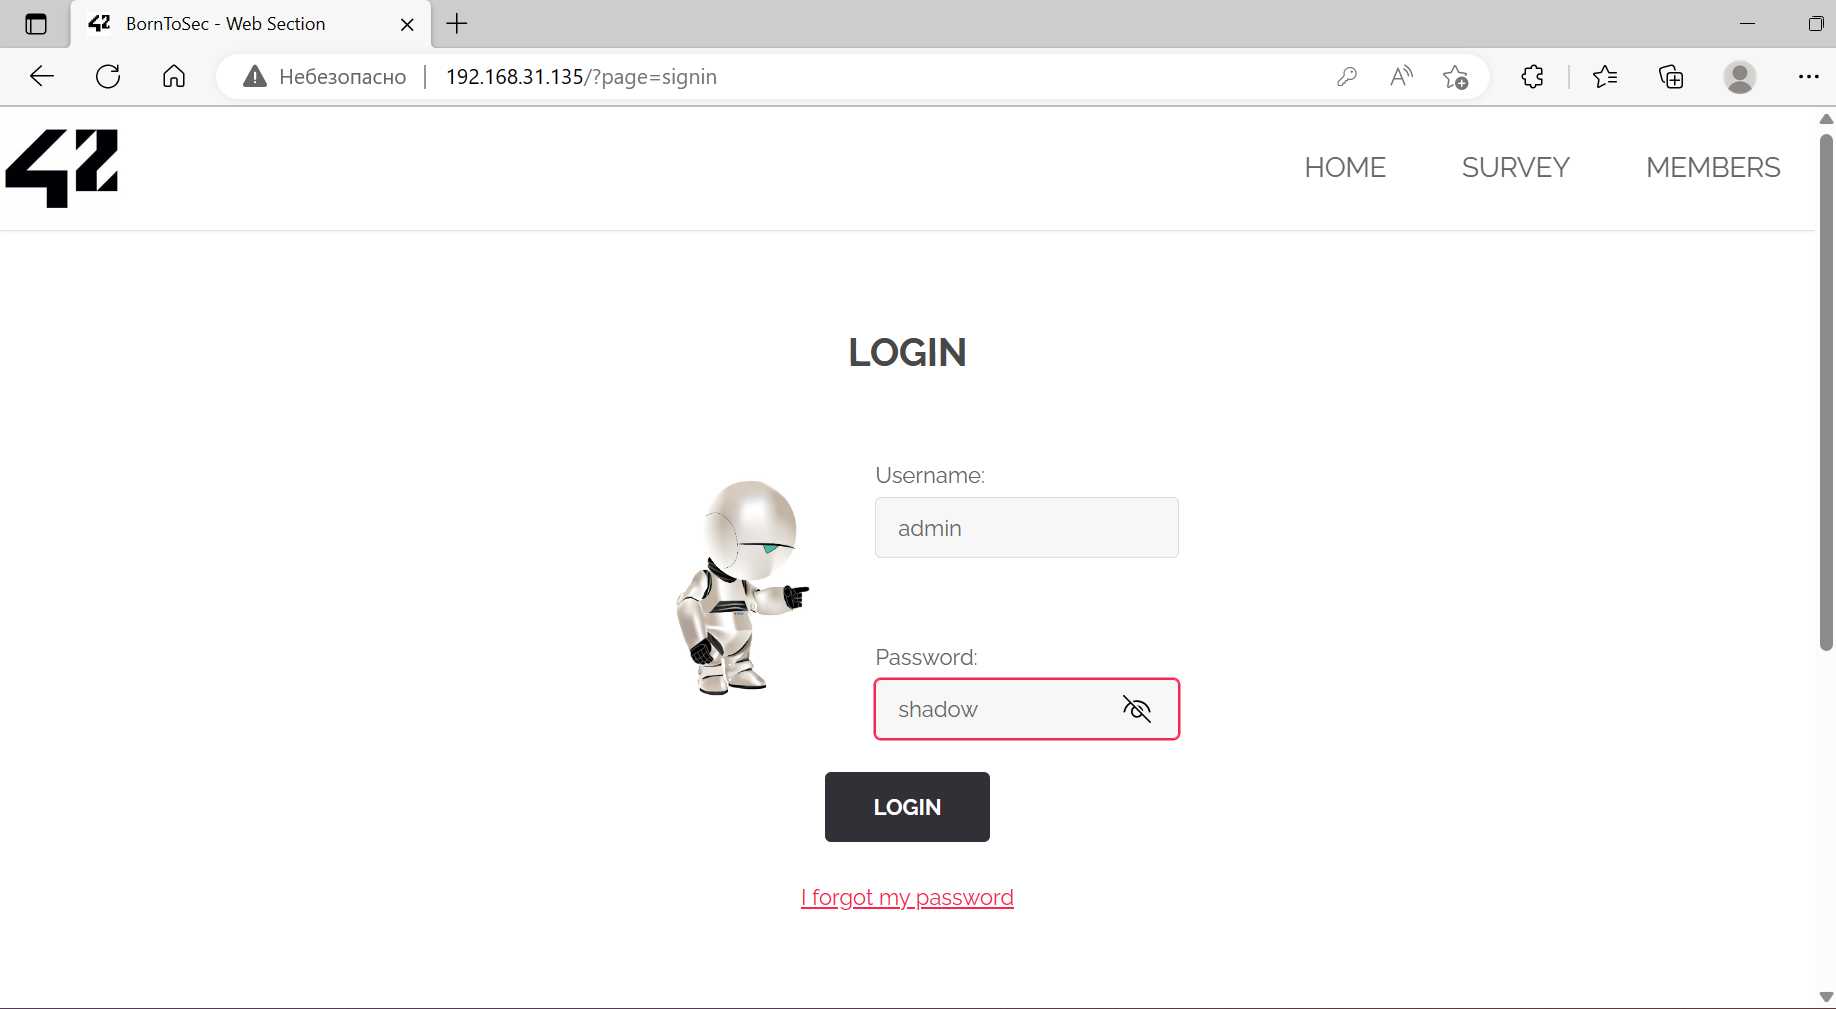 42 BornToSec - Web Section
Небезопасно 192.168.31.135/?page=signin
42 HOME SURVEY MEMBERS
LOGIN
Username:
admin
Password:
shadow
LOGIN
I forgot my password